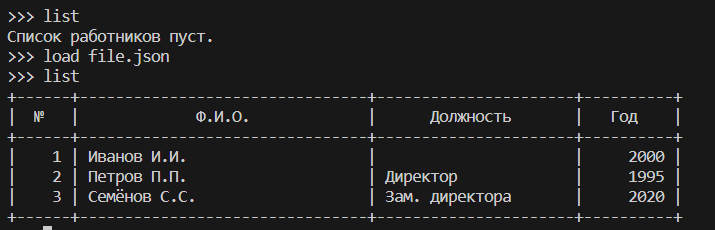 >>> list
Список работников пуст.
>>> load file.json
>>> list
+------+--------------------------------+----------------------+----------+
|  №   |             Ф.И.О.             |      Должность       |   Год    |
+------+--------------------------------+----------------------+----------+
|    1 | Иванов И.И.                    |                      |     2000 |
|    2 | Петров П.П.                    | Директор             |     1995 |
|    3 | Семёнов С.С.                   | Зам. директора       |     2020 |
+------+--------------------------------+----------------------+----------+